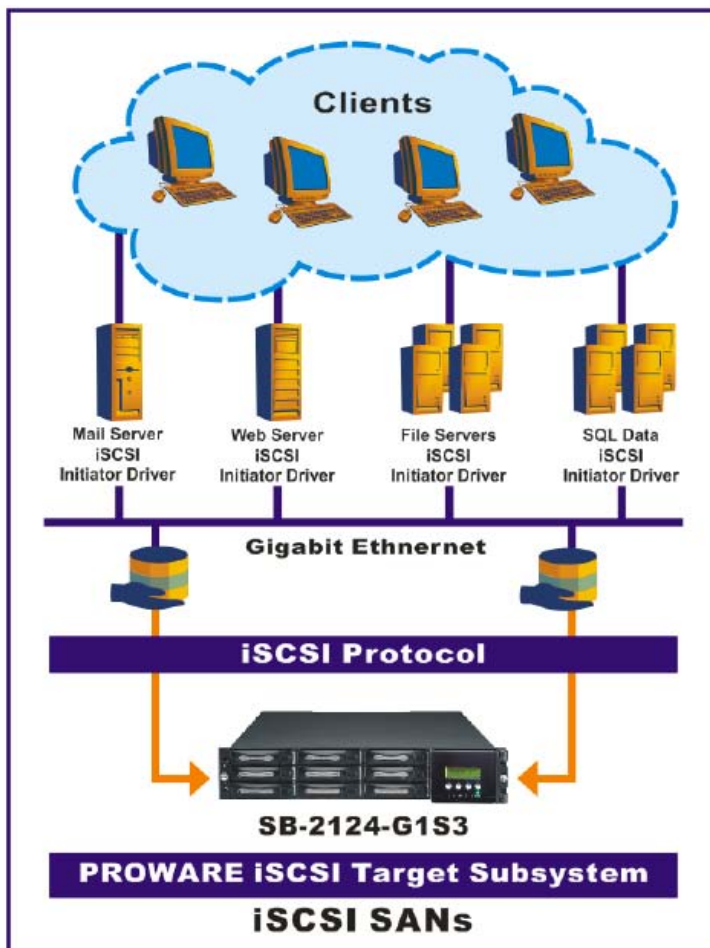 Clients
Mail Server
iSCSI
Initiator Driver
Web Server
iSCSI
Initiator Driver
File Servers
iSCSI
Initiator Driver
SQL Data
iSCSI
Initiator Driver
Gigabit Ethnernet
iSCSI Protocol
SB-2124-G1S3
PROWARE iSCSI Target Subsystem
iSCSI SANs